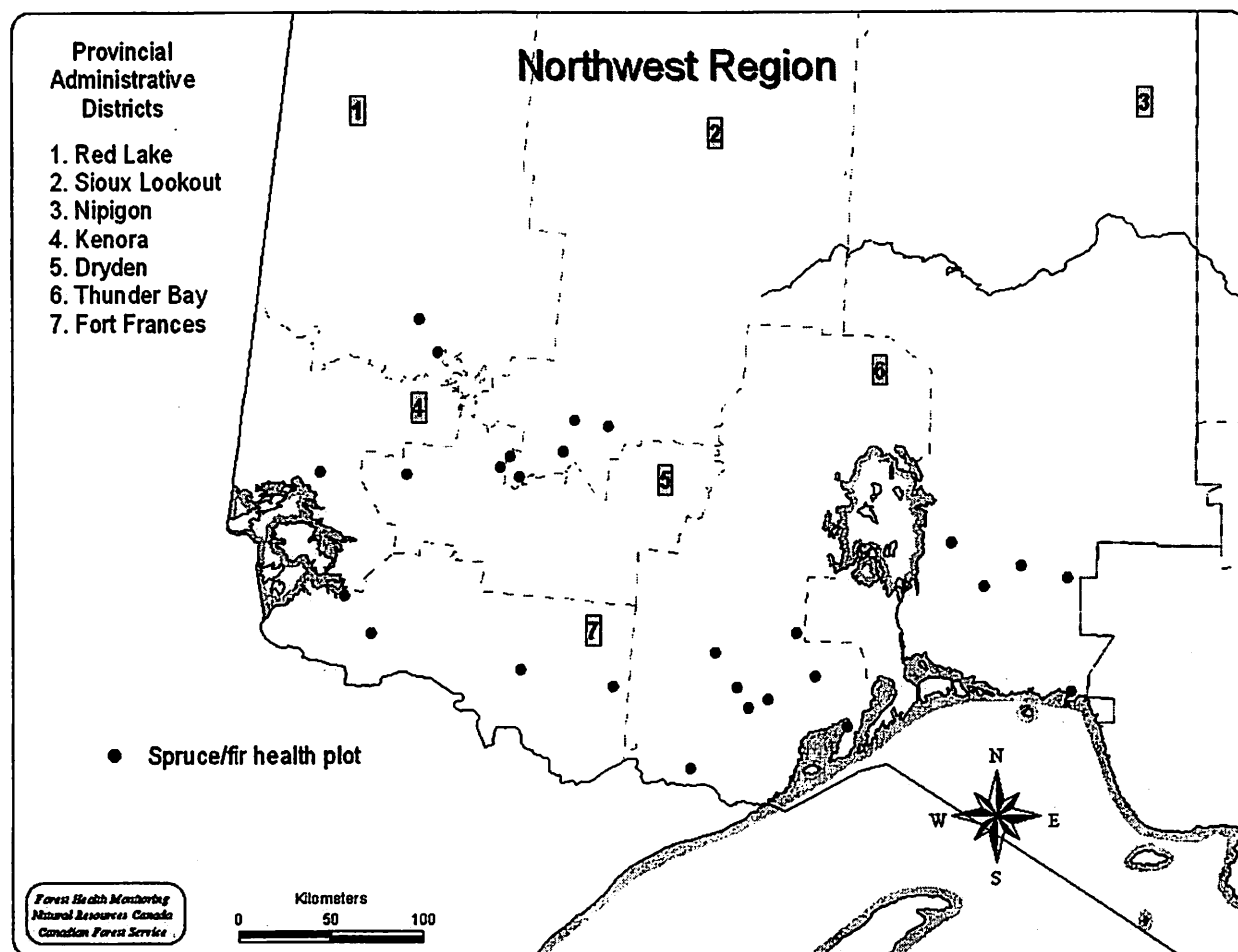 Northwest Region
Provincial
Administrative
Districts
1. Red Lake
2. Sioux Lookout
3. Nipigon
4. Kenora
5. Dryden
6. Thunder Bay
7. Fort Frances
1
2
3
4
5
6
7
Spruce/fir health plot
N
W
E
S
Forest Health Monitoring
Natural Resources Canada
Canadian Forest Service
Kilometers
0 50 100